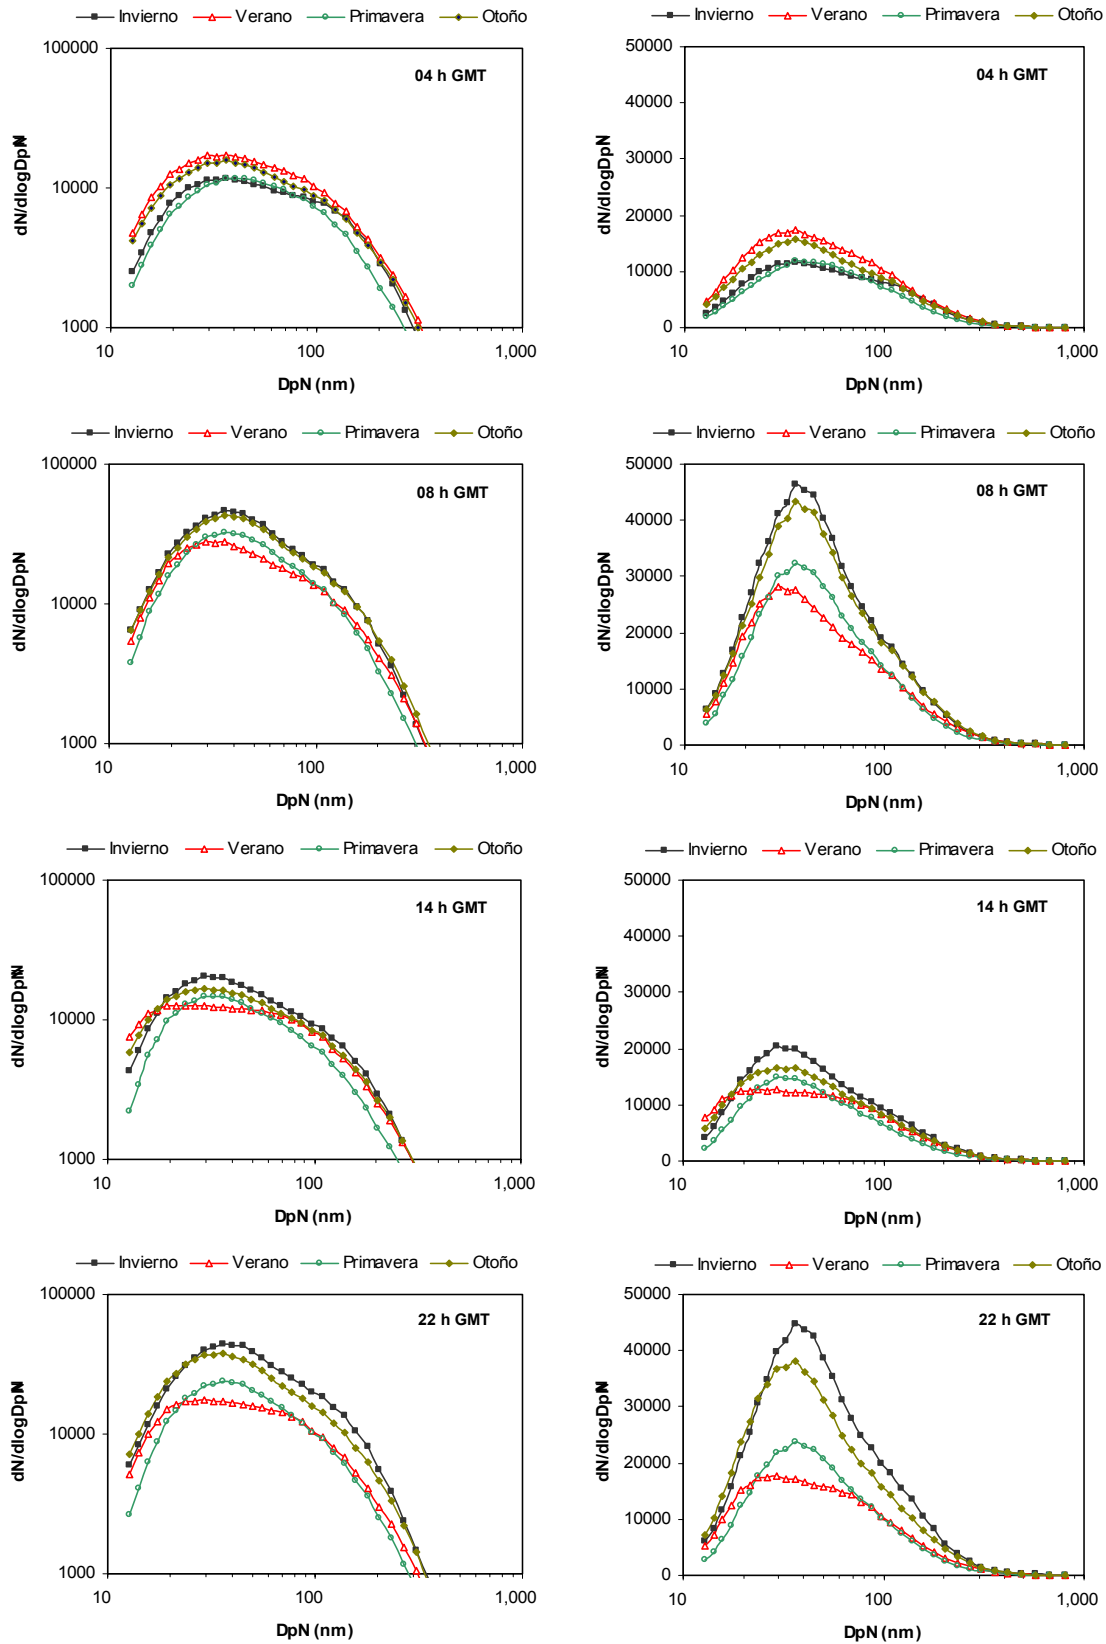 Invierno Verano Primavera Otoño
100000
10000
1000
10 100 1,000
04 h GMT
dN/dlogDpN
DpN (nm)
Invierno Verano Primavera Otoño
50000
40000
30000
20000
10000
0
10 100 1,000
04 h GMT
dN/dlogDpN
DpN (nm)
Invierno Verano Primavera Otoño
100000
10000
1000
10 100 1,000
08 h GMT
dN/dlogDpN
DpN (nm)
Invierno Verano Primavera Otoño
50000
40000
30000
20000
10000
0
10 100 1,000
08 h GMT
dN/dlogDpN
DpN (nm)
Invierno Verano Primavera Otoño
100000
10000
1000
10 100 1,000
14 h GMT
dN/dlogDpN
DpN (nm)
Invierno Verano Primavera Otoño
50000
40000
30000
20000
10000
0
10 100 1,000
14 h GMT
dN/dlogDpN
DpN (nm)
Invierno Verano Primavera Otoño
100000
10000
1000
10 100 1,000
22 h GMT
dN/dlogDpN
DpN (nm)
Invierno Verano Primavera Otoño
50000
40000
30000
20000
10000
0
10 100 1,000
22 h GMT
dN/dlogDpN
DpN (nm)